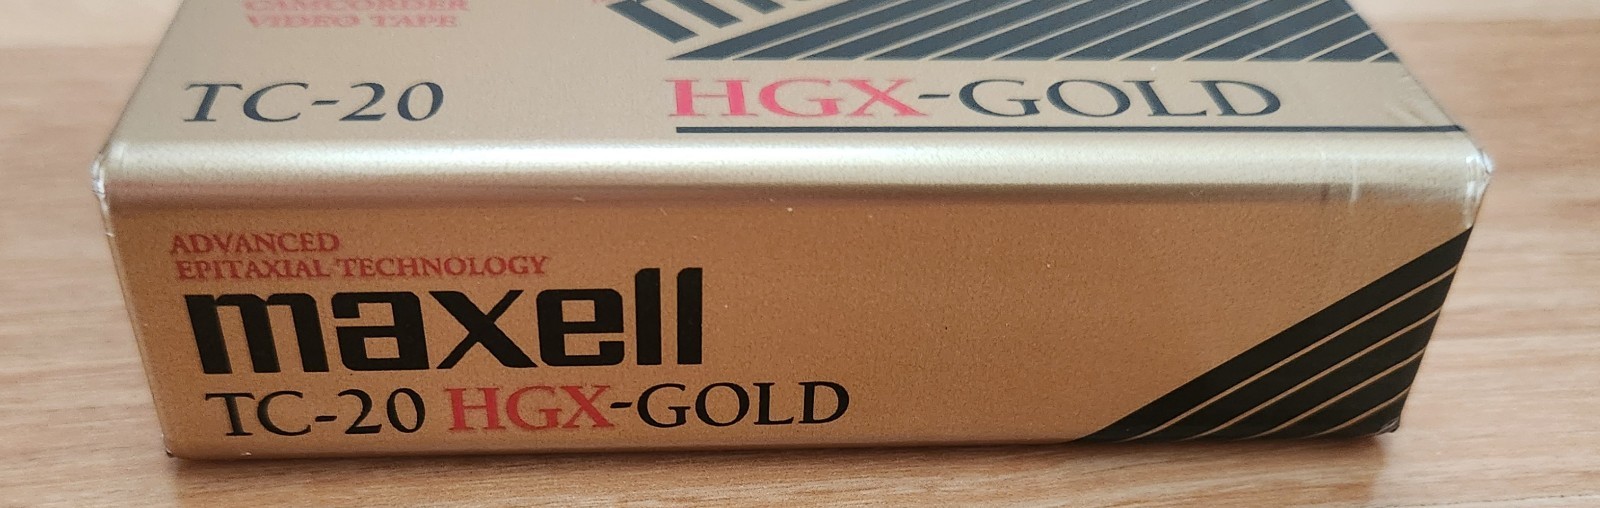 CAMCORDER
VIDEO TAPE
TC-20
HGX-GOLD
ADVANCED
EPITAXIAL TECHNOLOGY
maxell
TC-20 HGX-GOLD